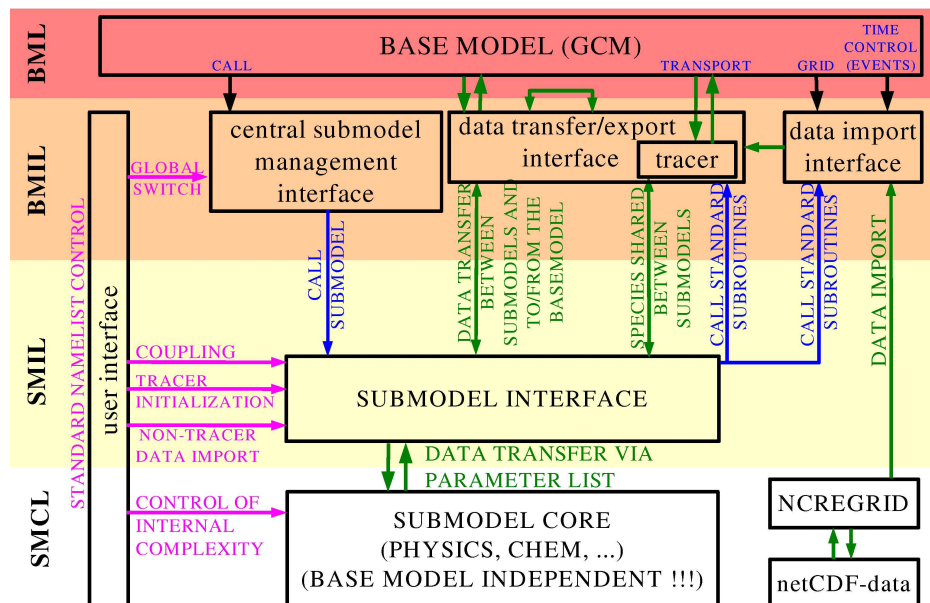 BML
BASE MODEL (GCM)
CALL
TRANSPORT
GRID
TIME
CONTROL
(EVENTS)
BMIL
central submodel
management
interface
data transfer/export
interface
tracer
data import
interface
GLOBAL
SWITCH
STANDARD NAMELIST CONTROL
user interface
CALL
SUBMODEL
DATA TRANSFER
BETWEEN
SUBMODELS AND
TO/FROM THE
BASEMODEL
SPECIES SHARED
BETWEEN
SUBMODELS
CALL STANDARD
SUBROUTINES
CALL STANDARD
SUBROUTINES
DATA IMPORT
SMIL
COUPLING
TRACER
INITIALIZATION
NON-TRACER
DATA IMPORT
SUBMODEL INTERFACE
DATA TRANSFER VIA
PARAMETER LIST
SMCL
CONTROL OF
INTERNAL
COMPLEXITY
SUBMODEL CORE
(PHYSICS, CHEM, ...)
(BASE MODEL INDEPENDENT !!!)
NCREGRID
netCDF-data